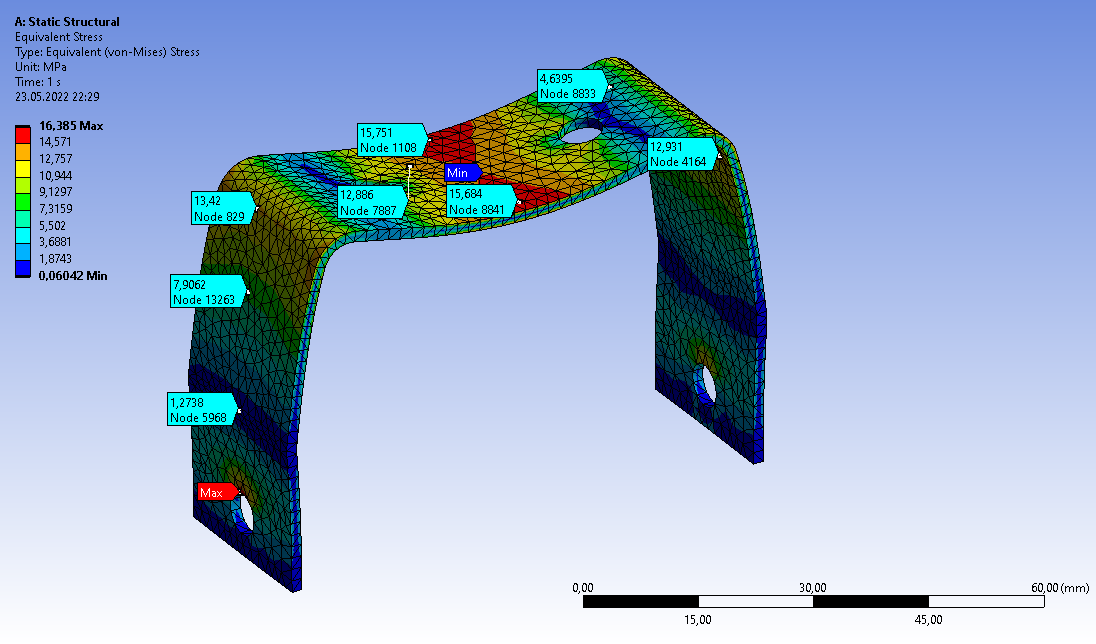 A: Static Structural
Equivalent Stress
Type: Equivalent (von-Mises) Stress
Unit: MPa
Time: 1 s
23.05.2022 22:29
16,385 Max
14,571
12,757
10,944
9,1297
7,3159
5,502
3,6881
1,8743
0,06042 Min
4,6395
Node 8833
15,751
Node 1108
12,931
Node 4164
Min
12,886
Node 7887
15,684
Node 8841
13,42
Node 829
7,9062
Node 13263
1,2738
Node 5968
Max
0,00
30,00
60,00 (mm)
15,00
45,00